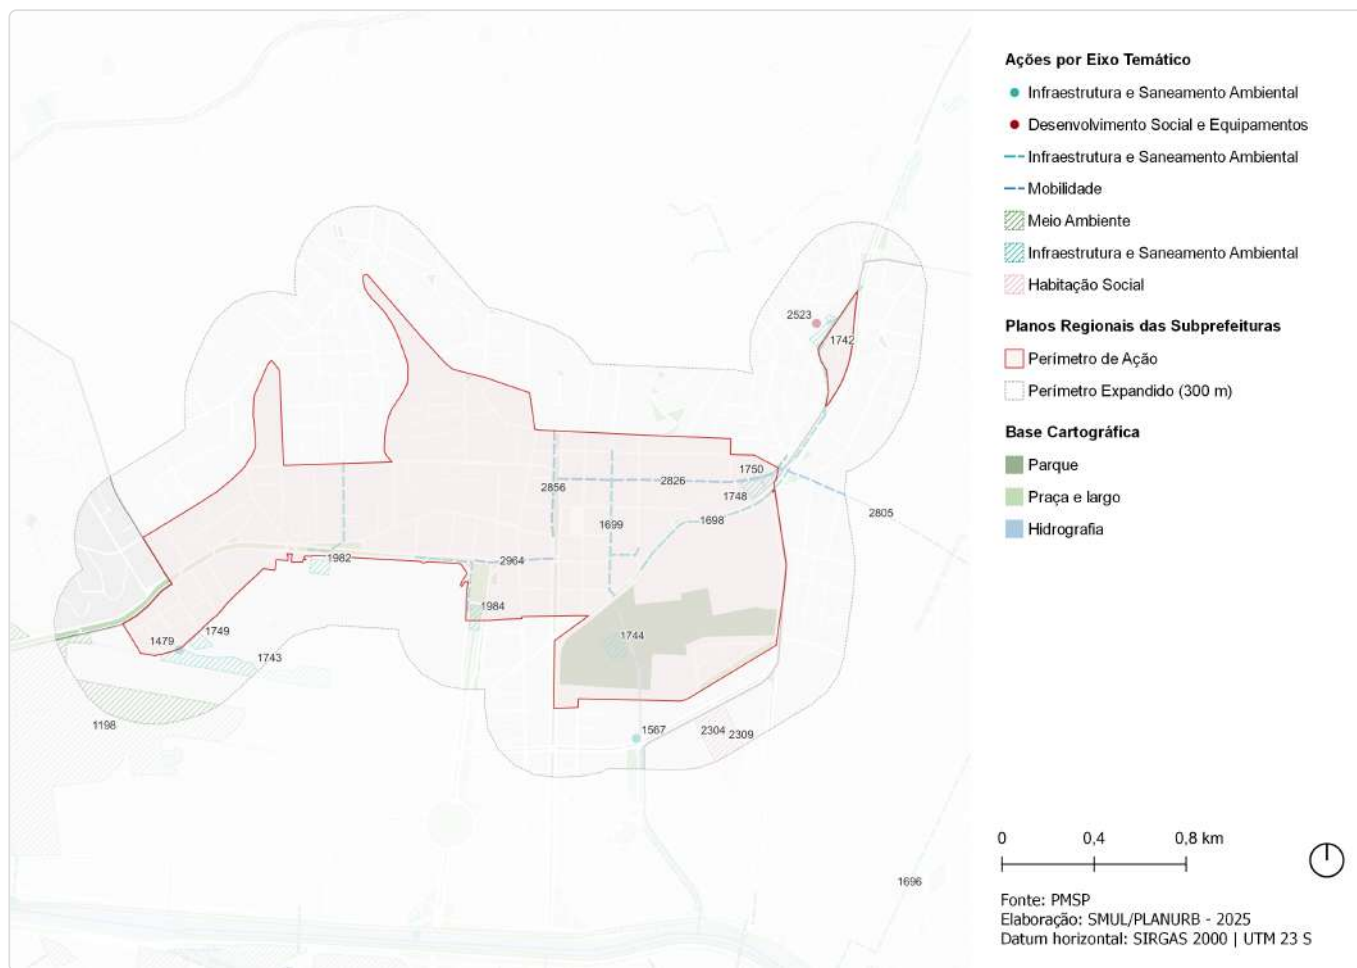 Ações por Eixo Temático
Infraestrutura e Saneamento Ambiental
Desenvolvimento Social e Equipamentos
Infraestrutura e Saneamento Ambiental
Mobilidade
Meio Ambiente
Infraestrutura e Saneamento Ambiental
Habitação Social
Planos Regionais das Subprefeituras
Perímetro de Ação
Perímetro Expandido (300 m)
Base Cartográfica
Parque
Praça e largo
Hidrografia
2523
1742
1750
2856
2826
1748
2805
1699
1698
1982
2964
1984
1479
1749
1744
1743
1198
1567
2304
2309
1696
0 0,4 0,8 km
Fonte: PMSP
Elaboração: SMUL/PLANURB - 2025
Datum horizontal: SIRGAS 2000 | UTM 23 S